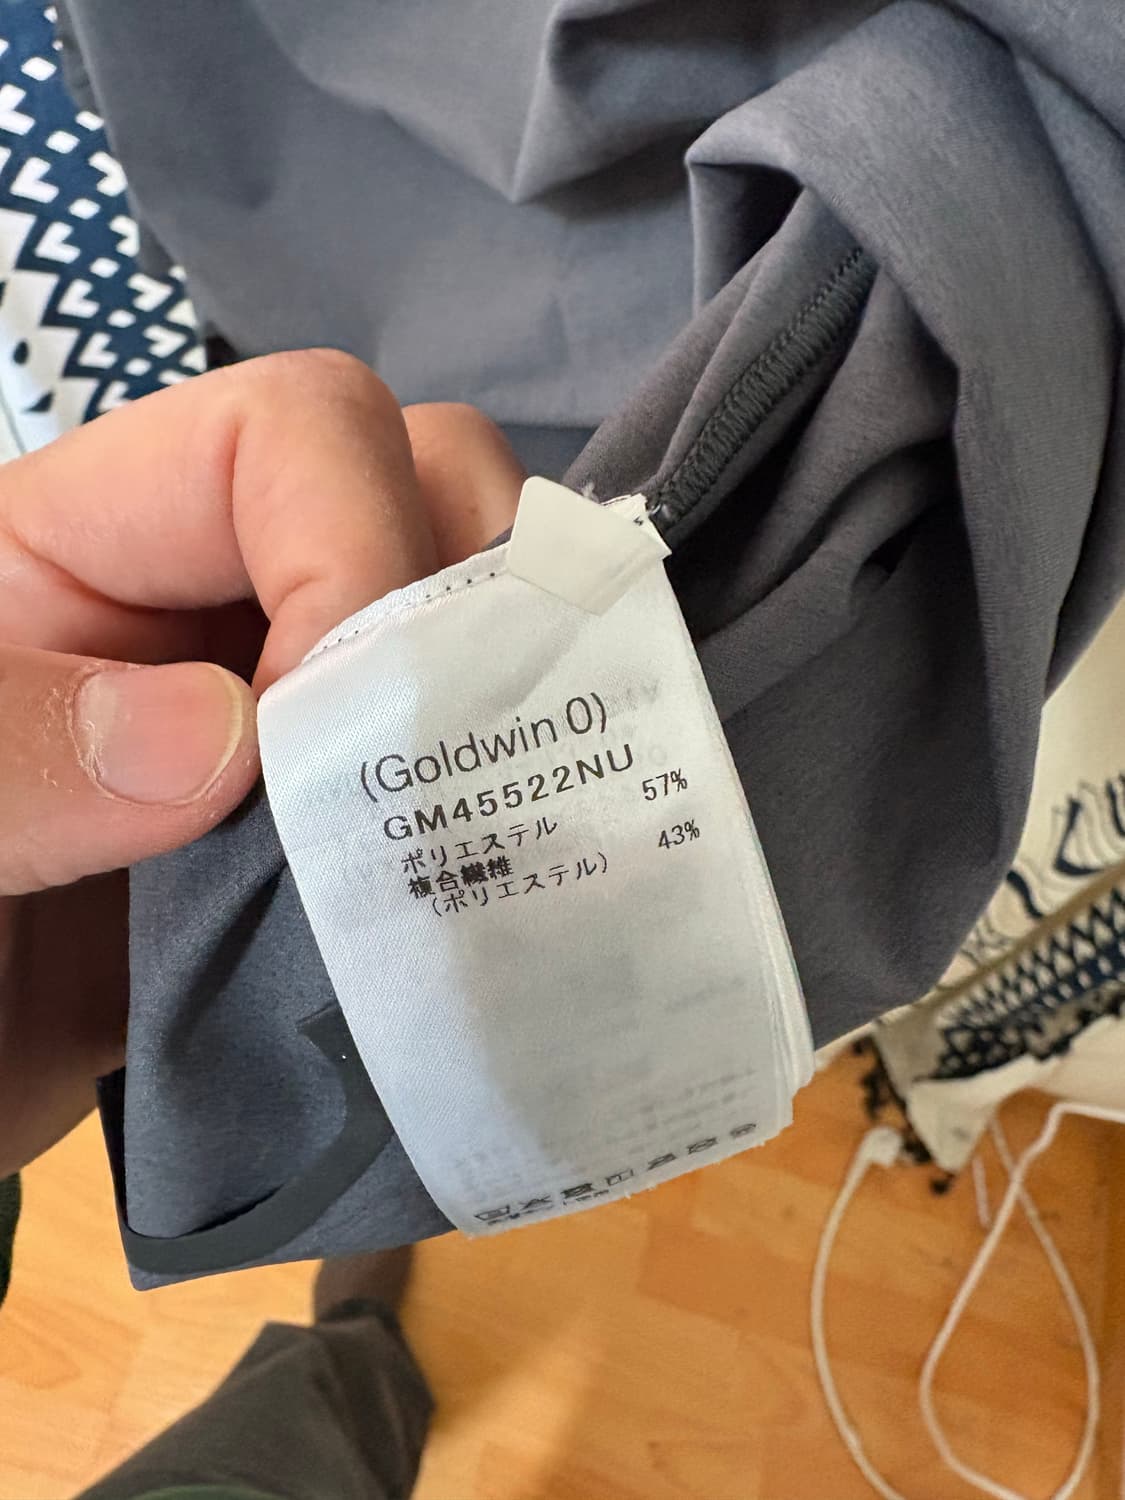 (Goldwin 0)
GM45522NU
ポリエステル 57%
複合繊維 43%
(ポリエステル)